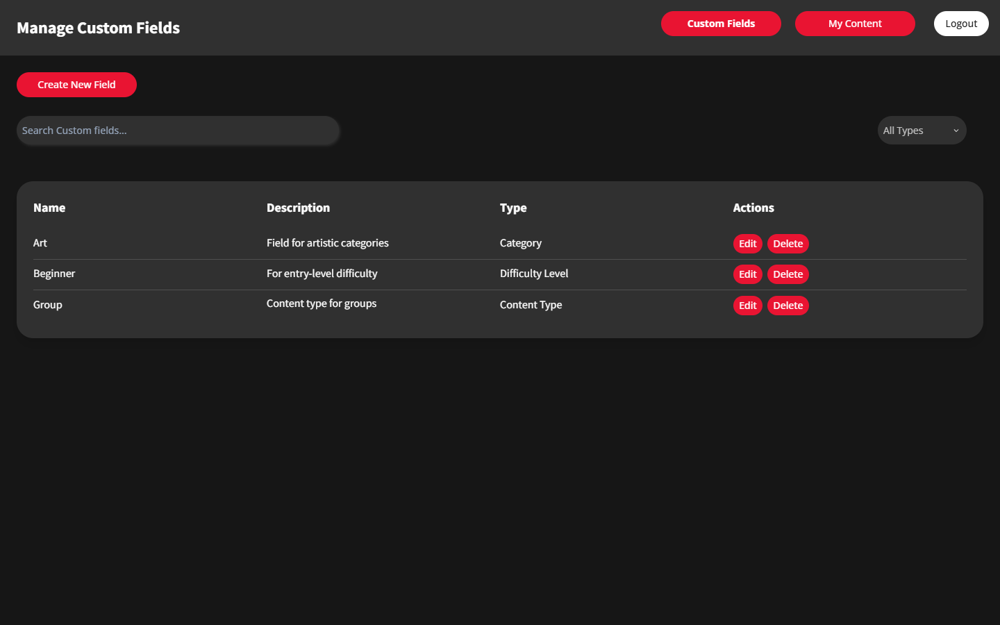 Manage Custom Fields
Custom Fields
My Content
Logout
Create New Field
Search Custom fields...
All Types
Name Description Type Actions
Art Field for artistic categories Category Edit Delete
Beginner For entry-level difficulty Difficulty Level Edit Delete
Group Content type for groups Content Type Edit Delete